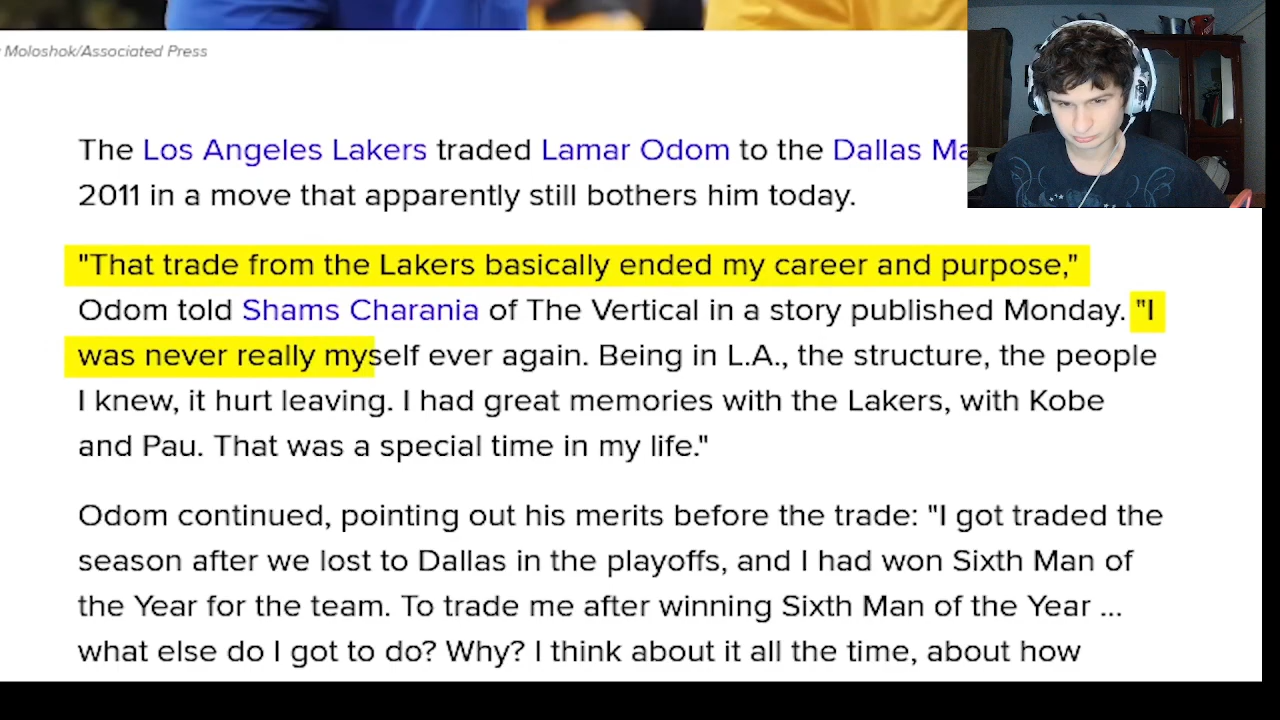 Moloshok/Associated Press
The Los Angeles Lakers traded Lamar Odom to the Dallas
2011 in a move that apparently still bothers him today.
"That trade from the Lakers basically ended my career and purpose,"
Odom told Shams Charania of The Vertical in a story published Monday. "I
was never really myself ever again. Being in L.A., the structure, the people
I knew, it hurt leaving. I had great memories with the Lakers, with Kobe
and Pau. That was a special time in my life."
Odom continued, pointing out his merits before the trade: "I got traded the
season after we lost to Dallas in the playoffs, and I had won Sixth Man of
the Year for the team. To trade me after winning Sixth Man of the Year ...
what else do I got to do? Why? I think about it all the time, about how